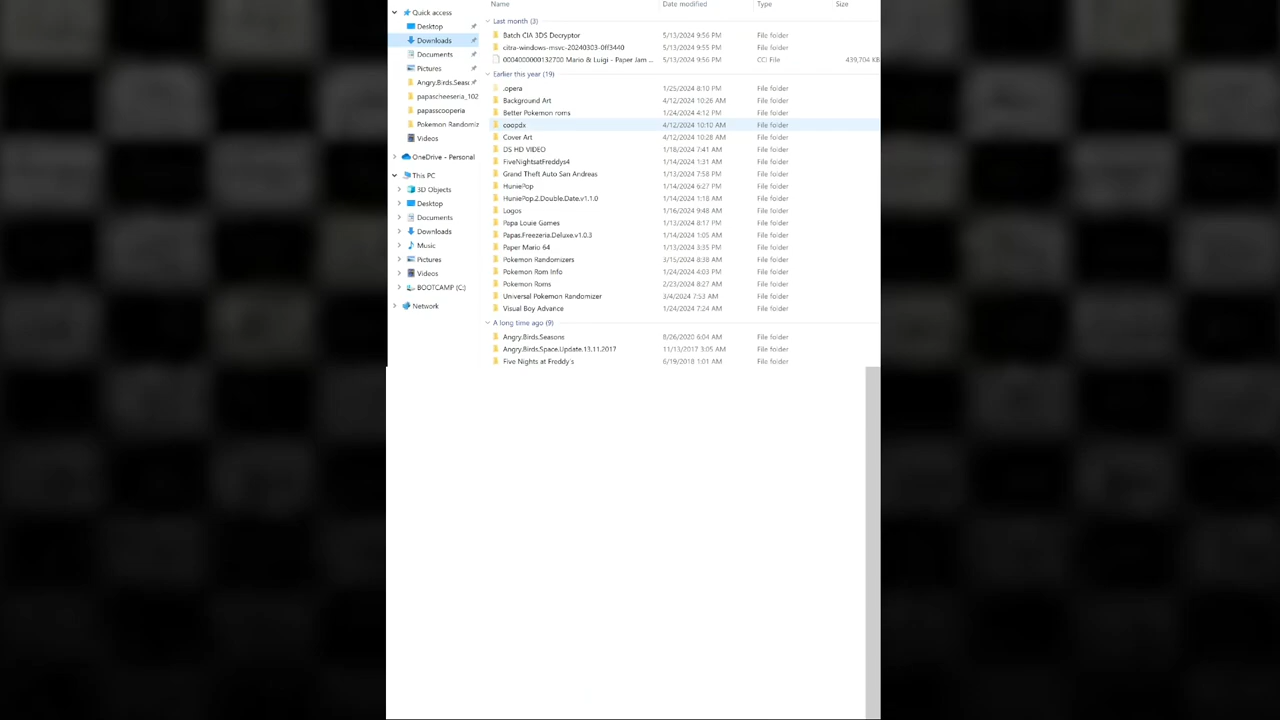 Quick access
Desktop
Downloads
Documents
Pictures
Angry.Birds.Seas
papascheeseria_102
papasscooperia
Pokemon Randomiz
Videos
OneDrive - Personal
This PC
3D Objects
Desktop
Documents
Downloads
Music
Pictures
Videos
BOOTCAMP (C:)
Network
Name Date modified Type Size
Last month (3)
Batch CIA 3DS Decryptor 5/13/2024 9:56 PM File folder
citra-windows-msvc-20240303-0ff3440 5/13/2024 9:55 PM File folder
0004000000132700 Mario & Luigi - Paper Jam ... 5/13/2024 9:56 PM CCI File 439,704 KB
Earlier this year (19)
.opera 1/25/2024 8:10 PM File folder
Background Art 4/12/2024 10:26 AM File folder
Better Pokemon roms 1/24/2024 4:12 PM File folder
coopdx 4/12/2024 10:10 AM File folder
Cover Art 4/12/2024 10:28 AM File folder
DS HD VIDEO 1/18/2024 7:41 AM File folder
FiveNightsatFreddys4 1/14/2024 1:31 AM File folder
Grand Theft Auto San Andreas 1/13/2024 7:58 PM File folder
HuniePop 1/14/2024 6:27 PM File folder
HuniePop.2.Double.Date.v1.1.0 1/14/2024 1:18 AM File folder
Logos 1/16/2024 9:48 AM File folder
Papa Louie Games 1/13/2024 8:17 PM File folder
Papas.Freezeria.Deluxe.v1.0.3 1/14/2024 1:05 AM File folder
Paper Mario 64 1/13/2024 3:35 PM File folder
Pokemon Randomizers 3/15/2024 8:38 AM File folder
Pokemon Rom Info 1/24/2024 4:03 PM File folder
Pokemon Roms 2/23/2024 8:27 AM File folder
Universal Pokemon Randomizer 3/4/2024 7:53 AM File folder
Visual Boy Advance 1/24/2024 7:24 AM File folder
A long time ago (9)
Angry.Birds.Seasons 8/26/2020 6:04 AM File folder
Angry.Birds.Space.Update.13.11.2017 11/13/2017 3:05 AM File folder
Five Nights at Freddy's 6/19/2018 1:01 AM File folder